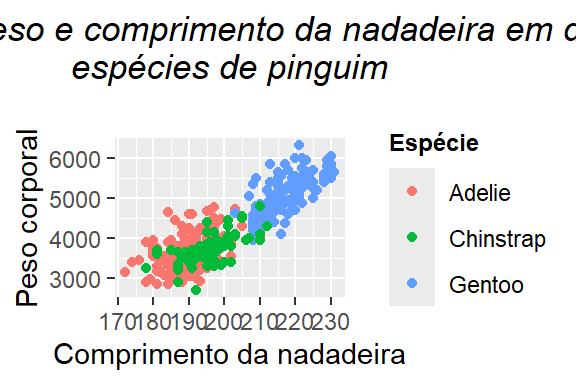 peso e comprimento da nadadeira em d
espécies de pinguim
Espécie
Peso corporal
6000
5000
4000
3000
Adelie
Chinstrap
Gentoo
170 180 190 200 210 220 230
Comprimento da nadadeira